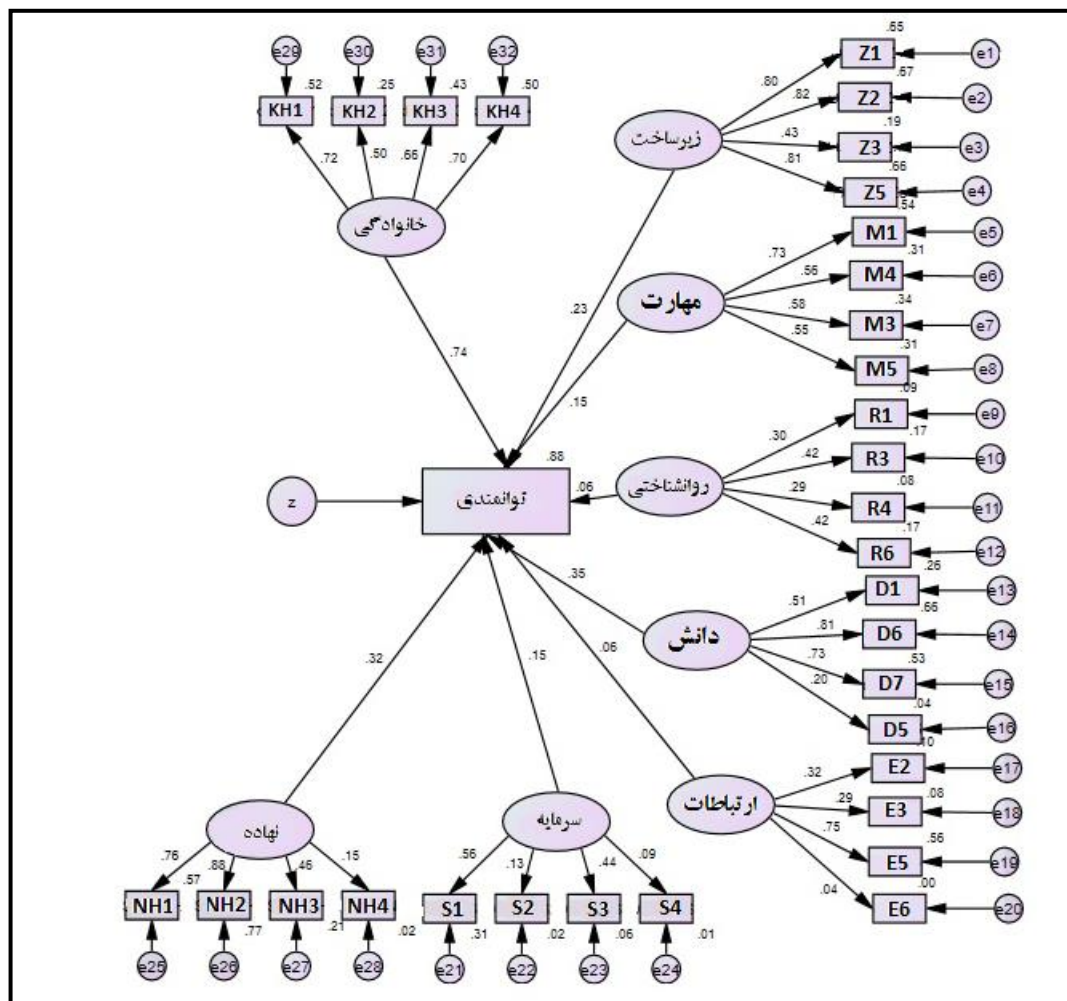 e29 e30 e31 e32
.52 .25 .43 .50
KH1 KH2 KH3 KH4
.72 .50 .66 .70
خانوادگی
.74
.65
Z1 e1
.67
Z2 e2
.19
Z3 e3
.66
Z5 e4
.80
.82
.43
.81
زیرساخت
.23
.54
M1 e5
.31
M4 e6
.34
M3 e7
.31
M5 e8
.73
.56
.58
.55
مهارت
.15
.09
R1 e9
.17
R3 e10
.08
R4 e11
.17
R6 e12
.30
.42
.29
.42
روانشناختی
.06
.88
توانمندی
z
.26
D1 e13
.66
D6 e14
.53
D7 e15
.04
D5 e16
.51
.81
.73
.20
دانش
.35
.10
E2 e17
.08
E3 e18
.56
E5 e19
.00
E6 e20
.32
.29
.75
.04
ارتباطات
.06
.32
نهاده
.76 .88 .46 .15
.57 .77 .21 .02
NH1 NH2 NH3 NH4
e25 e26 e27 e28
.15
سرمایه
.56 .13 .44 .09
S1 S2 S3 S4
.31 .02 .06 .01
e21 e22 e23 e24